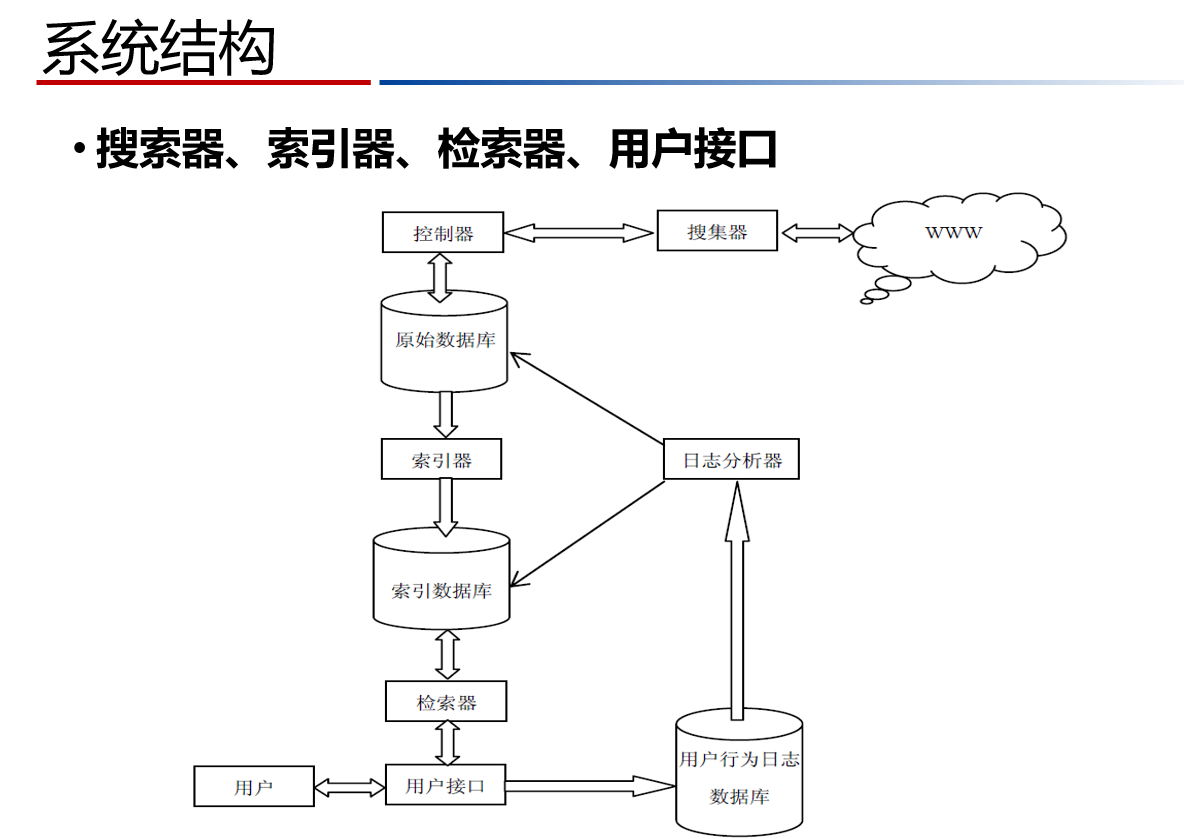 系统结构
• 搜索器、索引器、检索器、用户接口
控制器
搜集器
WWW
原始数据库
索引器
日志分析器
索引数据库
检索器
用户行为日志
数据库
用户
用户接口